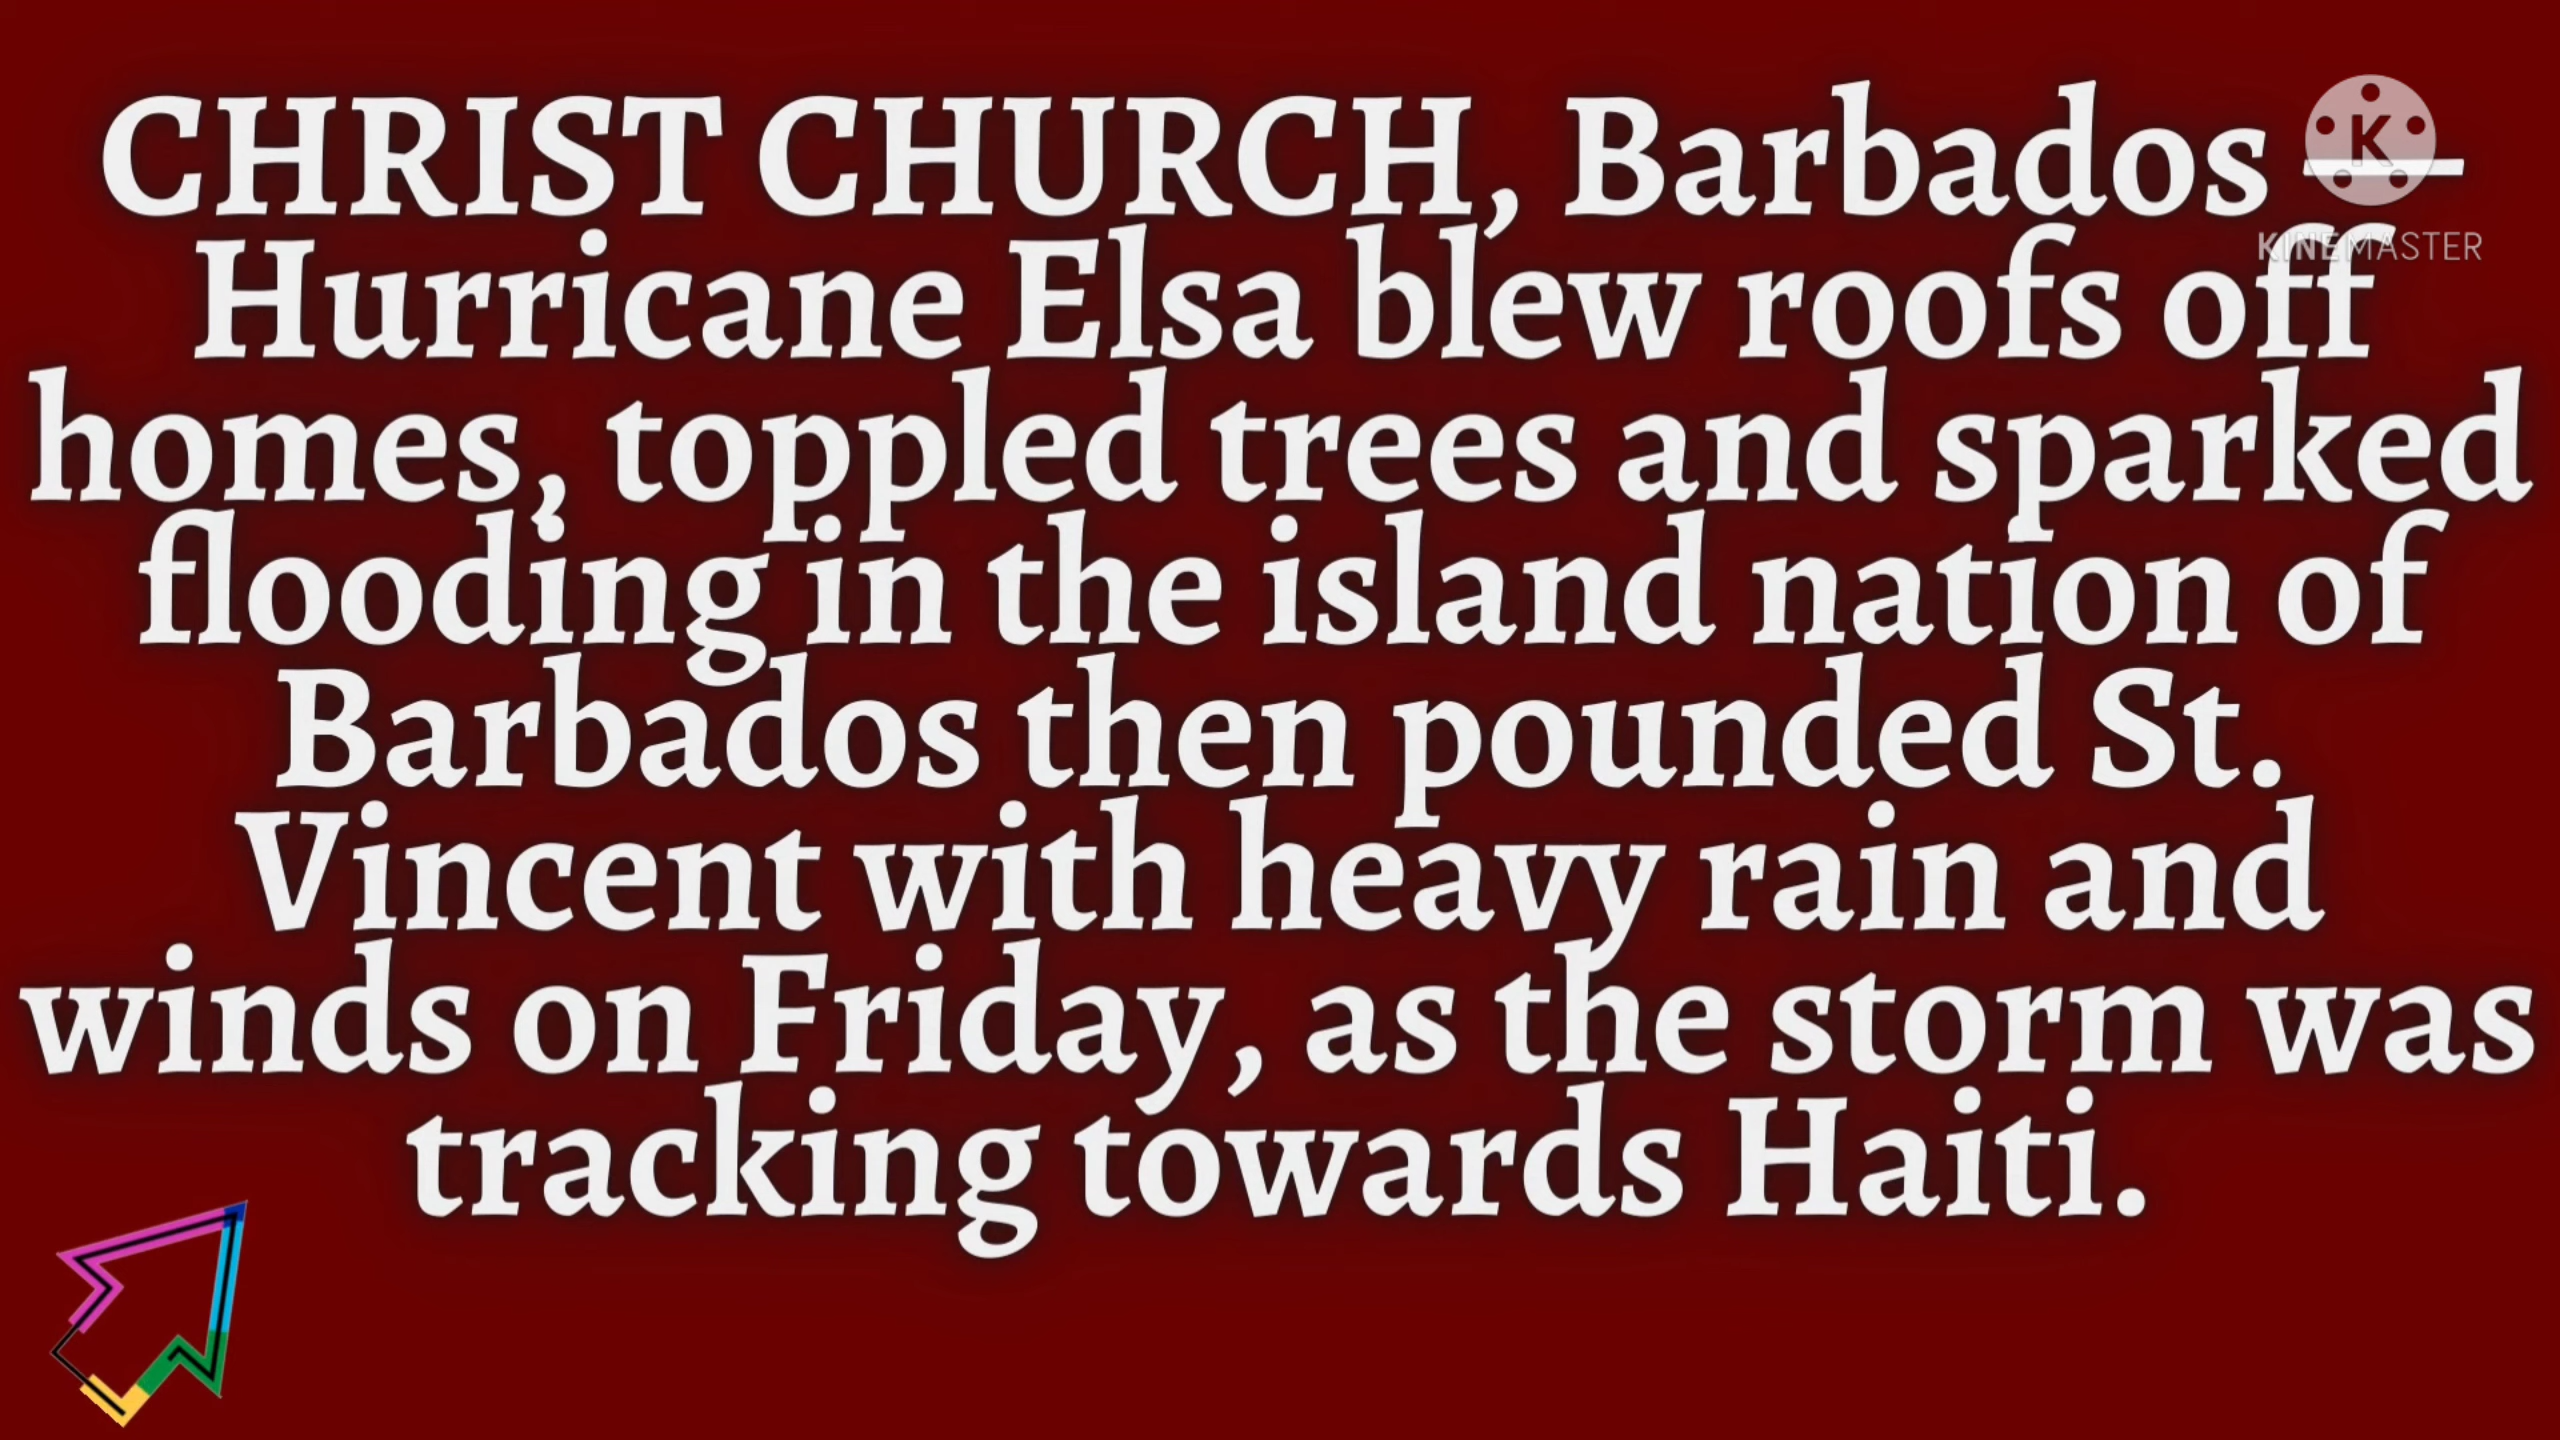 CHRIST CHURCH, Barbados —
KINEMASTER
Hurricane Elsa blew roofs off
homes, toppled trees and sparked
flooding in the island nation of
Barbados then pounded St.
Vincent with heavy rain and
winds on Friday, as the storm was
tracking towards Haiti.